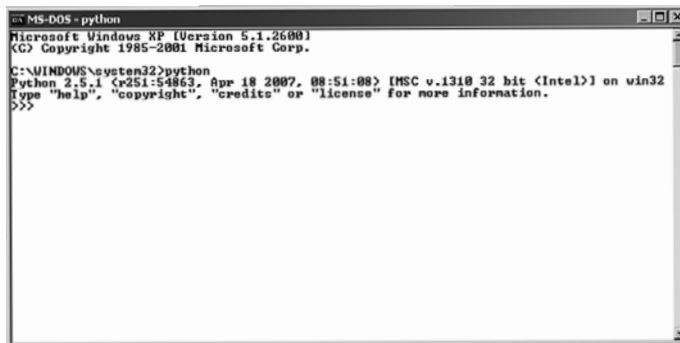 MS-DOS - python
Microsoft Windows XP [Version 5.1.2600]
(C) Copyright 1985-2001 Microsoft Corp.
C:\WINDOWS\system32>python
Python 2.5.1 (r251:54863, Apr 18 2007, 08:51:08) [MSC v.1310 32 bit (Intel)] on win32
Type "help", "copyright", "credits" or "license" for more information.
>>>